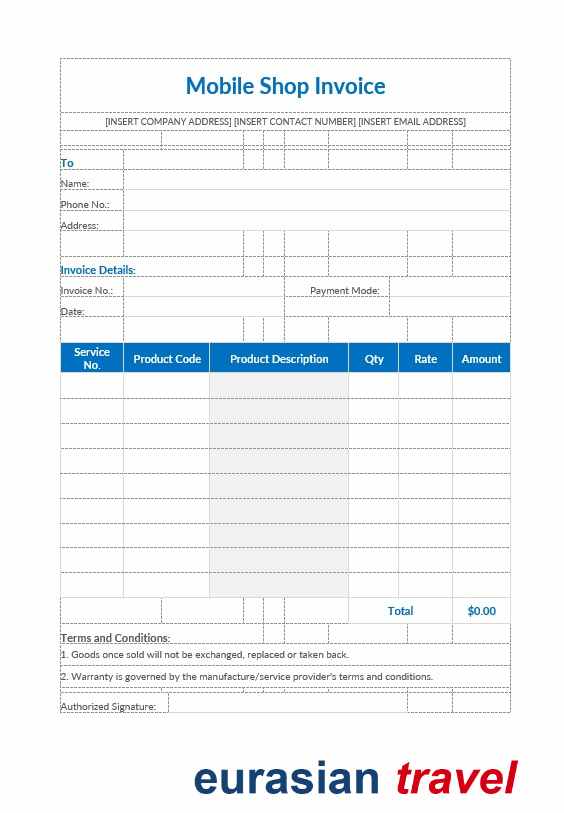 Mobile Shop Invoice
[INSERT COMPANY ADDRESS] [INSERT CONTACT NUMBER] [INSERT EMAIL ADDRESS]
To
Name:
Phone No.:
Address:
Invoice Details:
Invoice No.: Payment Mode:
Date:
Service No. Product Code Product Description Qty Rate Amount
Total $0.00
Terms and Conditions:
1. Goods once sold will not be exchanged, replaced or taken back.
2. Warranty is governed by the manufacture/service provider's terms and conditions.
Authorized Signature:
eurasian travel